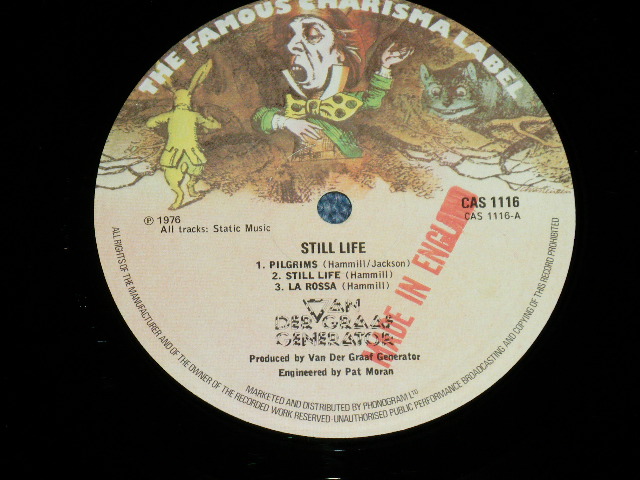 THE FAMOUS CHARISMA LABEL
℗ 1976
All tracks: Static Music
CAS 1116
CAS 1116-A
STILL LIFE
1. PILGRIMS (Hammill/Jackson)
2. STILL LIFE (Hammill)
3. LA ROSSA (Hammill)
VAN
DER GRAAF
GENERATOR
MADE IN ENGLAND
Produced by Van Der Graaf Generator
Engineered by Pat Moran
ALL RIGHTS OF THE MANUFACTURER AND OF THE OWNER OF THE RECORDED WORK RESERVED·UNAUTHORISED PUBLIC PERFORMANCE BROADCASTING AND COPYING OF THIS RECORD PROHIBITED
MARKETED AND DISTRIBUTED BY PHONOGRAM LTD